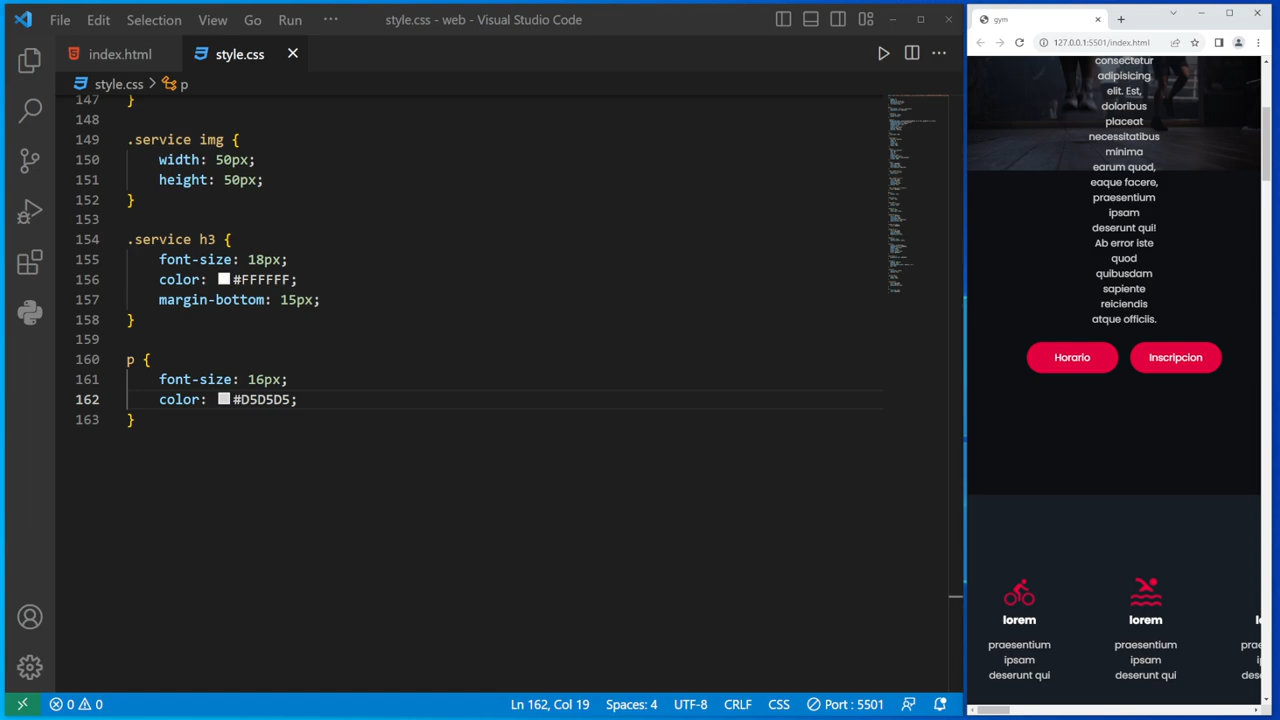 File Edit Selection View Go Run ··· style.css - web - Visual Studio Code
index.html style.css
style.css > p
147 }
148
149 .service img {
150 width: 50px;
151 height: 50px;
152 }
153
154 .service h3 {
155 font-size: 18px;
156 color: #FFFFFF;
157 margin-bottom: 15px;
158 }
159
160 p {
161 font-size: 16px;
162 color: #D5D5D5;
163 }
0 0 Ln 162, Col 19 Spaces: 4 UTF-8 CRLF CSS Port : 5501
gym
127.0.0.1:5501/index.html
consectetur
adipisicing
elit. Est,
doloribus
placeat
necessitatibus
minima
earum quod,
eaque facere,
praesentium
ipsam
deserunt qui!
Ab error iste
quod
quibusdam
sapiente
reiciendis
atque officiis.
Horario Inscripcion
lorem lorem
praesentium praesentium
ipsam ipsam
deserunt qui deserunt qui